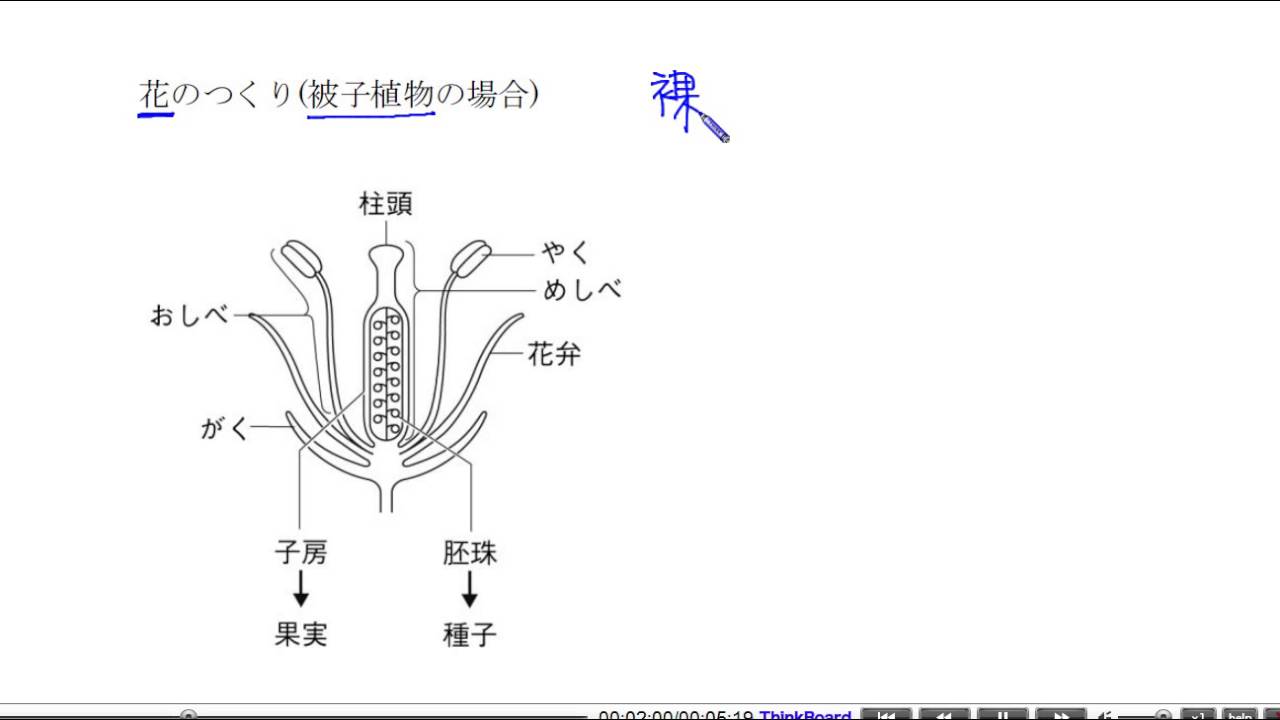 花のつくり(被子植物の場合)
裸
柱頭
やく
めしべ
おしべ
花弁
がく
子房
胚珠
果実
種子
00:02:00/00:05:19 ThinkBoard
x1
help